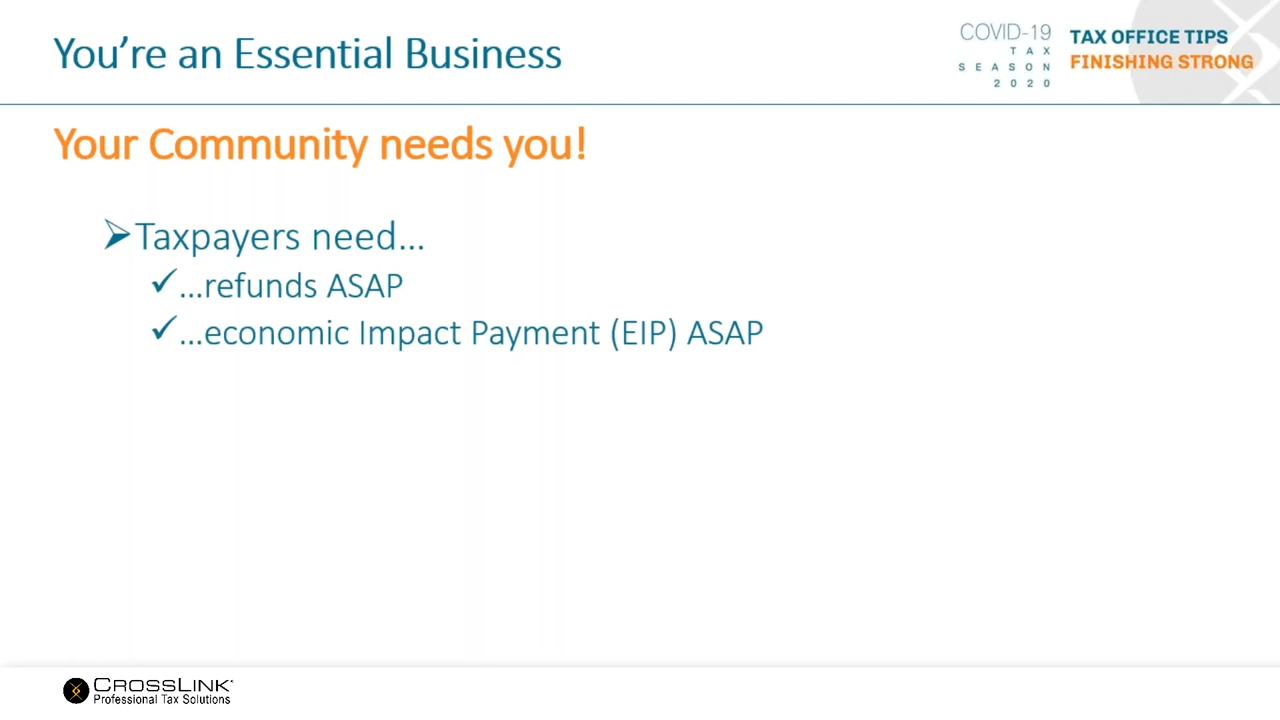 You're an Essential Business
COVID-19
TAX
SEASON
2020
TAX OFFICE TIPS
FINISHING STRONG
Your Community needs you!
Taxpayers need...
...refunds ASAP
...economic Impact Payment (EIP) ASAP
CROSSLINK
Professional Tax Solutions